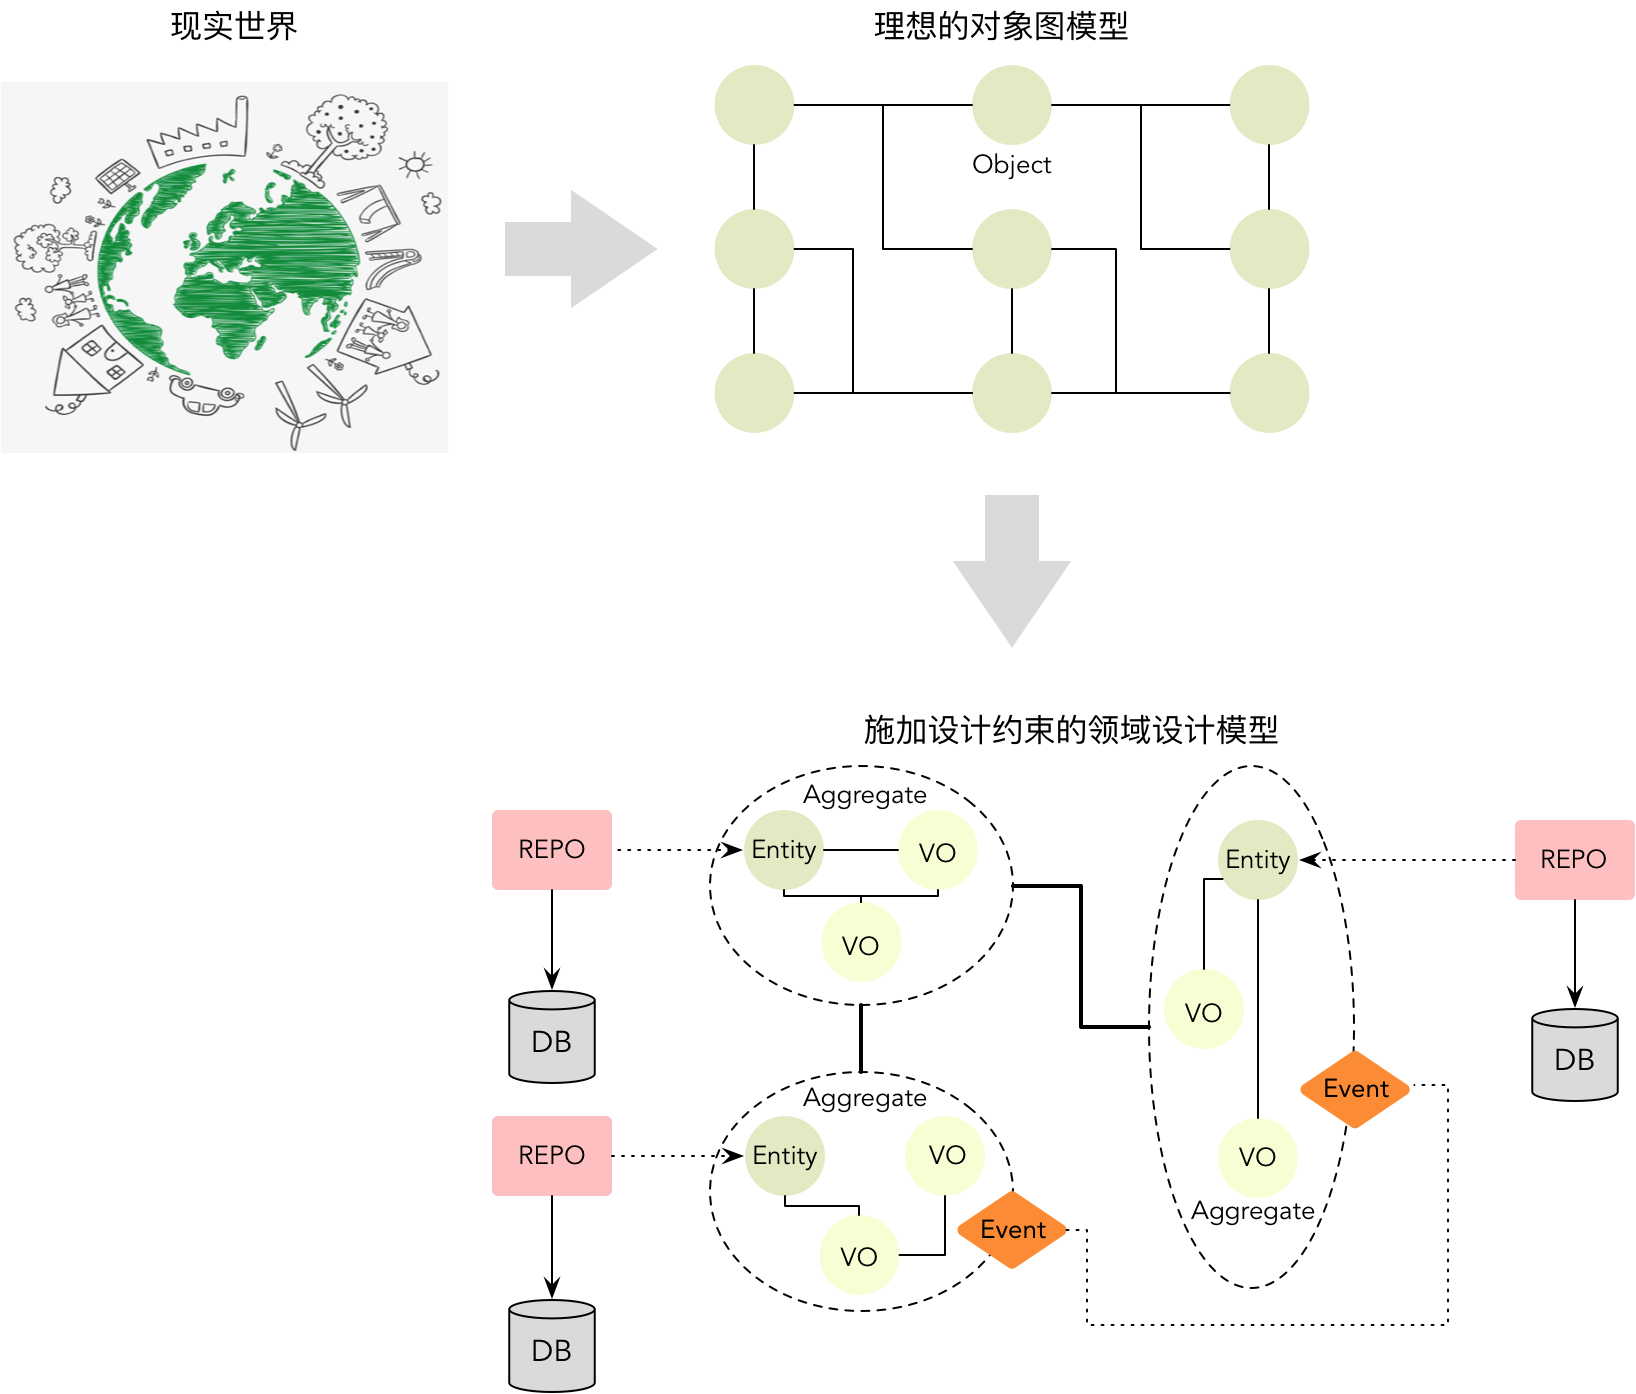 现实世界
理想的对象图模型
Object
施加设计约束的领域设计模型
Aggregate
REPO
Entity
VO
VO
DB
Entity
REPO
VO
DB
Event
VO
Aggregate
Aggregate
REPO
Entity
VO
VO
Event
DB